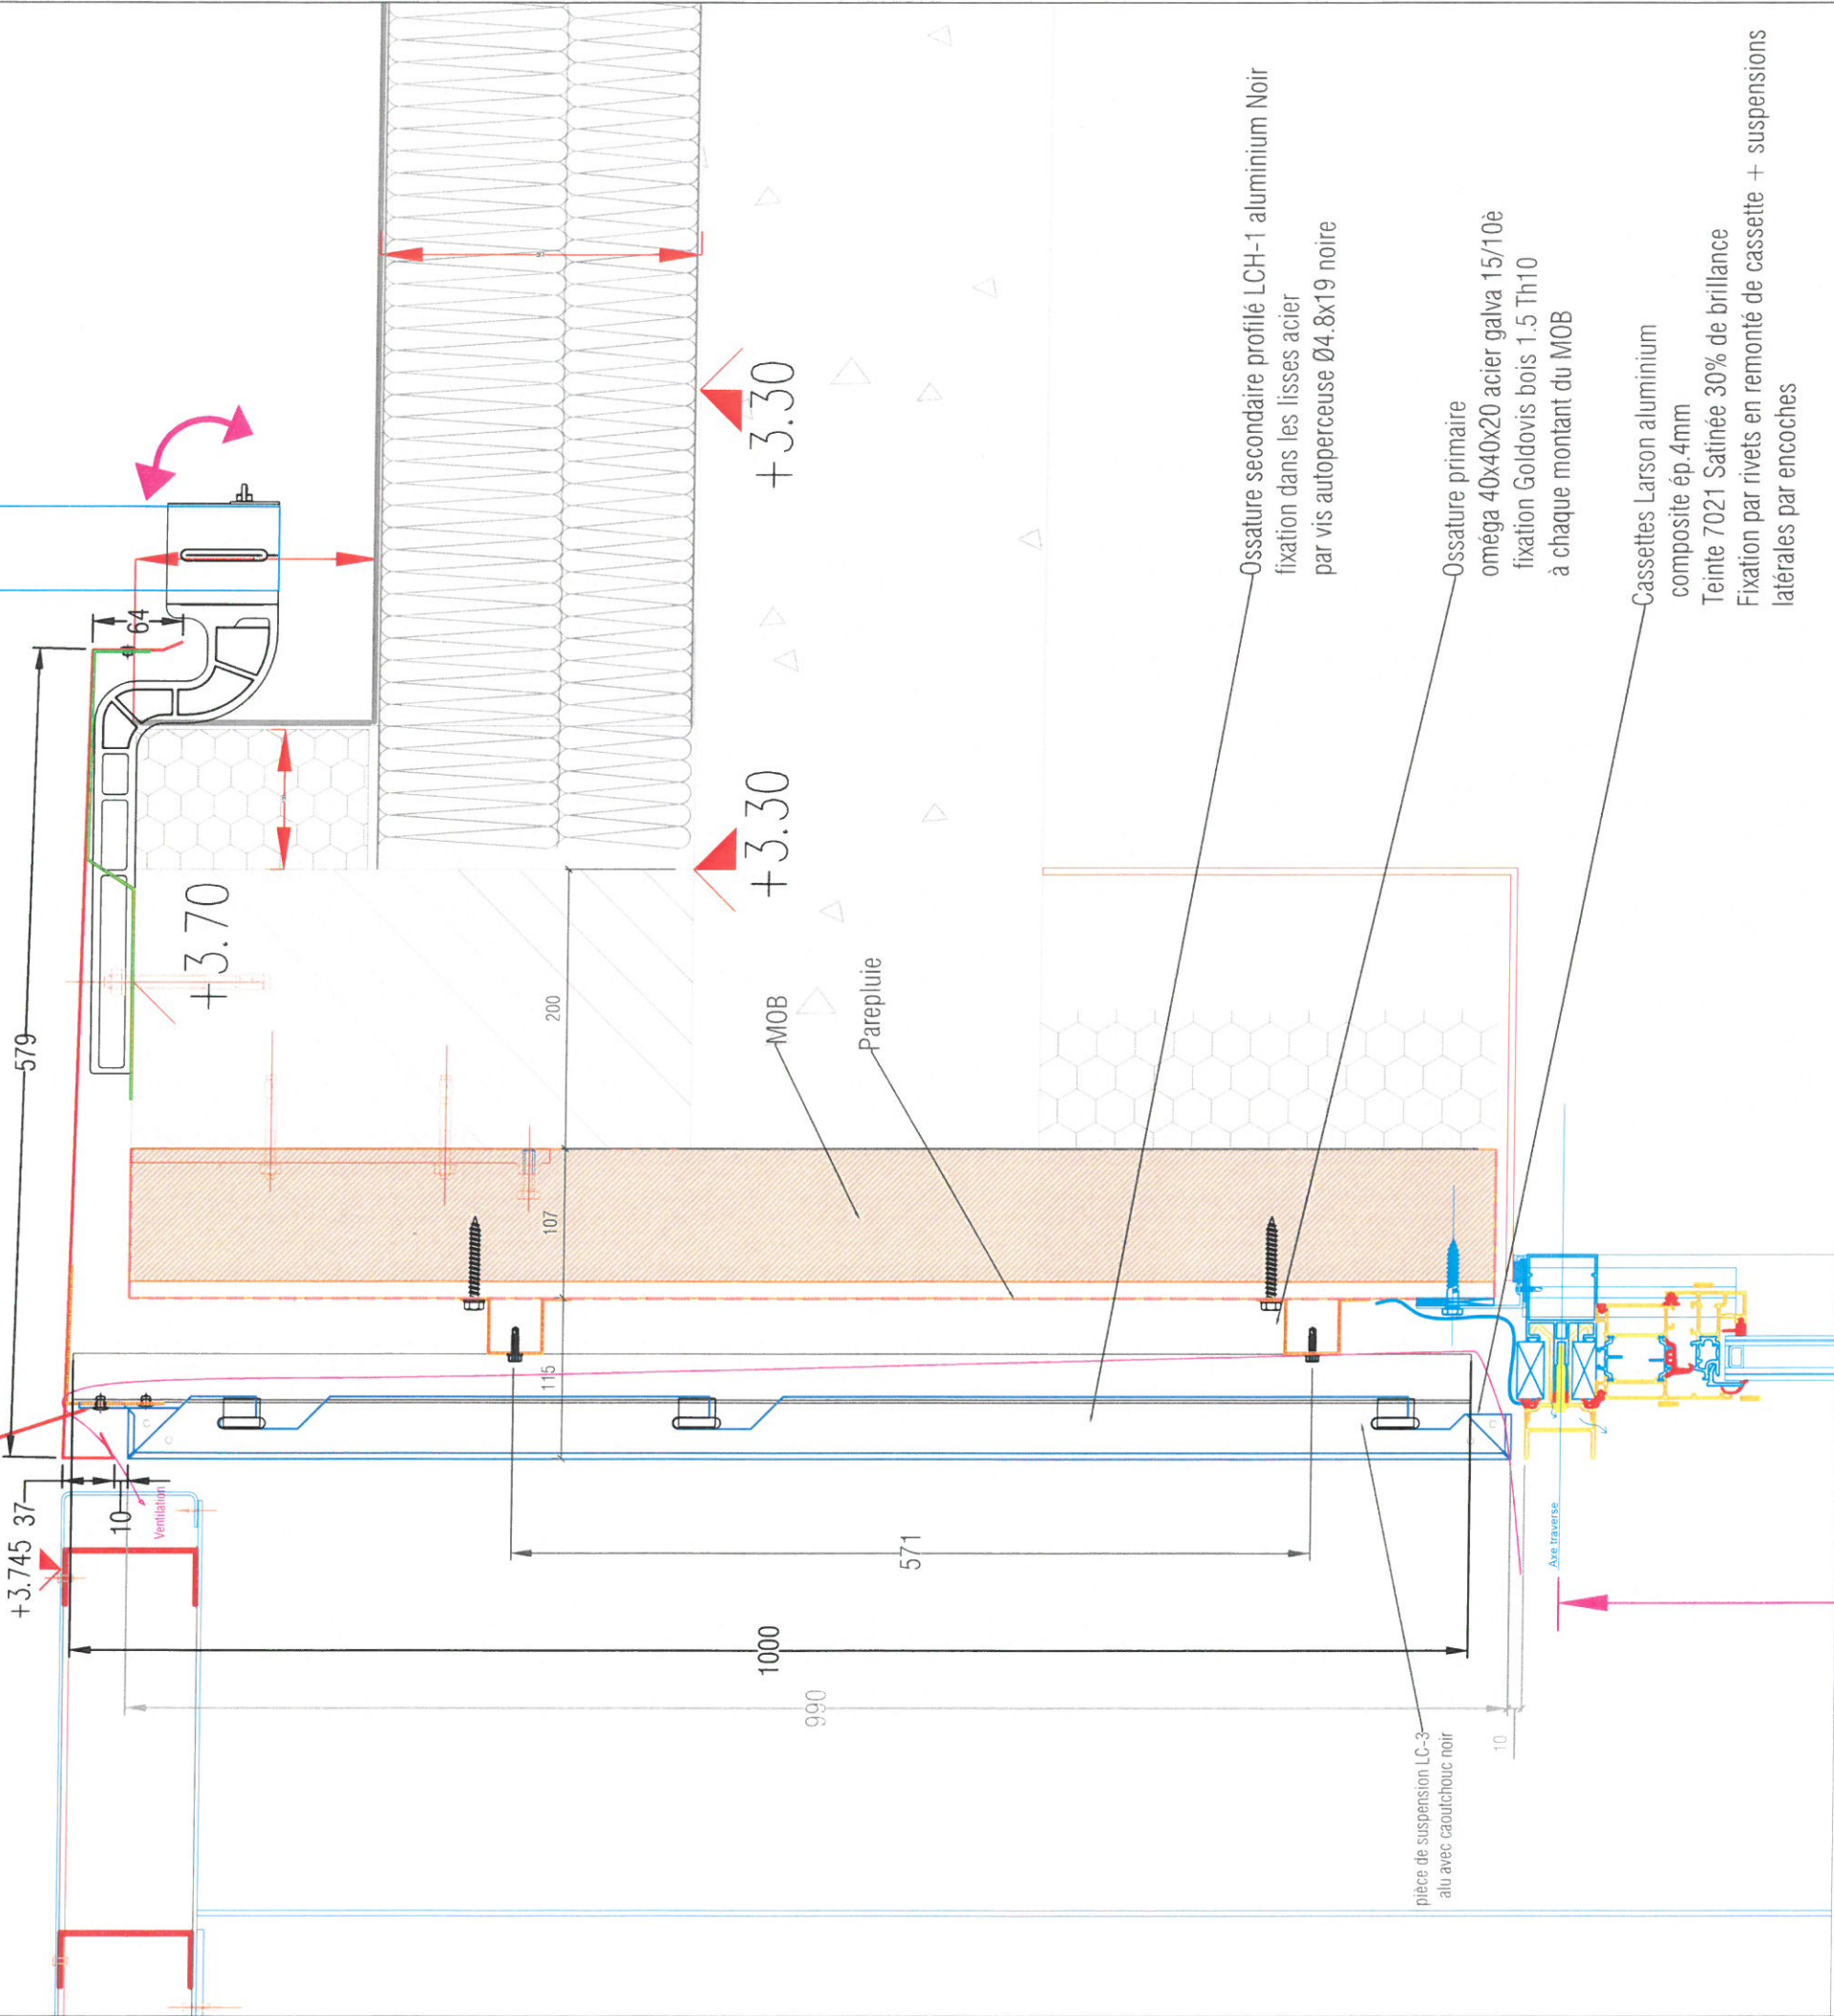 579
64
+3.745
37
10
Ventilation
+3.70
+3.30
+3.30
200
107
115
MOB
Parepluie
571
1000
990
10
Axe traverse
Ossature secondaire profilé LCH-1 aluminium Noir
fixation dans les lisses acier
par vis autoperceuse Ø4.8x19 noire
Ossature primaire
oméga 40x40x20 acier galva 15/10è
fixation Goldovis bois 1.5 Th10
à chaque montant du MOB
Cassettes Larson aluminium
composite ép.4mm
Teinte 7021 Satinée 30% de brillance
Fixation par rivets en remonté de cassette + suspensions
latérales par encoches
pièce de suspension LC-3
alu avec caoutchouc noir